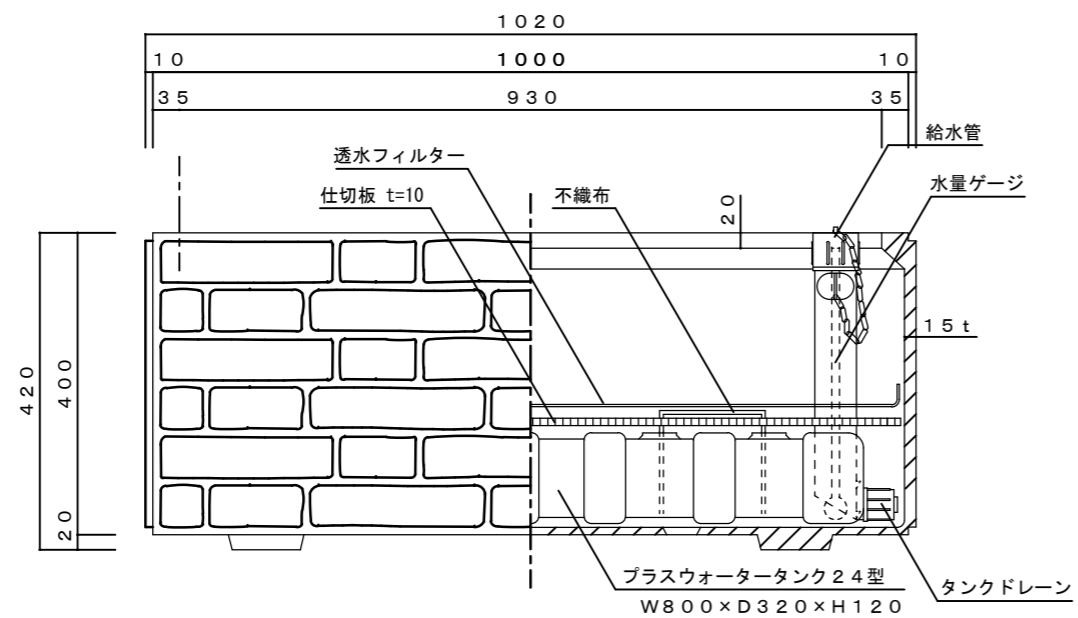 １０２０
１０ １０００ １０
３５ ９３０ ３５
給水管
透水フィルター
水量ゲージ
仕切板 t=10
不織布
２０
１５ｔ
４２０
４００
２０
プラスウォータータンク２４型
Ｗ８００×Ｄ３２０×Ｈ１２０
タンクドレーン